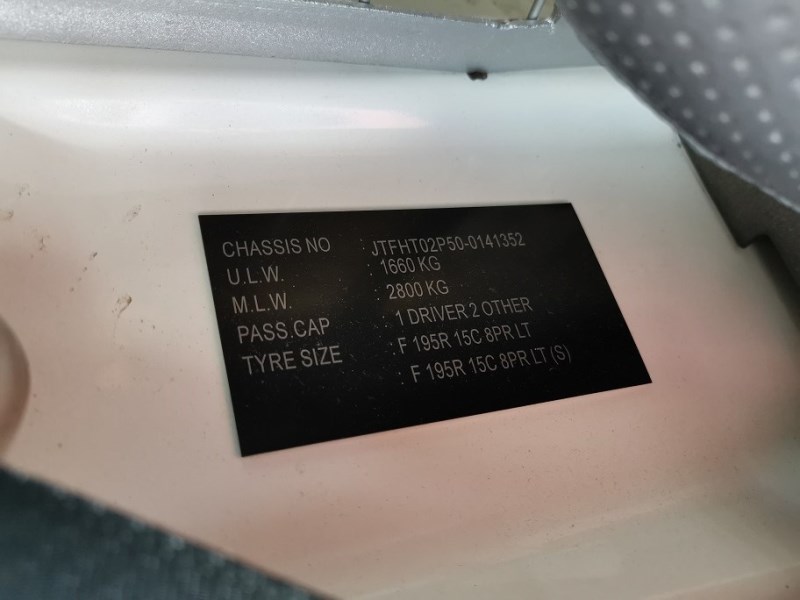 CHASSIS NO : JTFHT02P50-0141352
U.L.W. : 1660 KG
M.L.W. : 2800 KG
PASS.CAP : 1 DRIVER 2 OTHER
TYRE SIZE : F 195R 15C 8PR LT
: F 195R 15C 8PR LT (S)